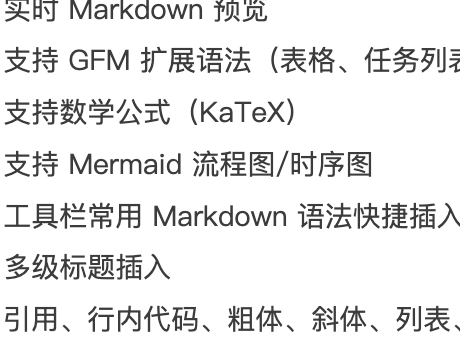 实时 Markdown 预览
支持 GFM 扩展语法（表格、任务列表
支持数学公式（KaTeX）
支持 Mermaid 流程图/时序图
工具栏常用 Markdown 语法快捷插入
多级标题插入
引用、行内代码、粗体、斜体、列表、